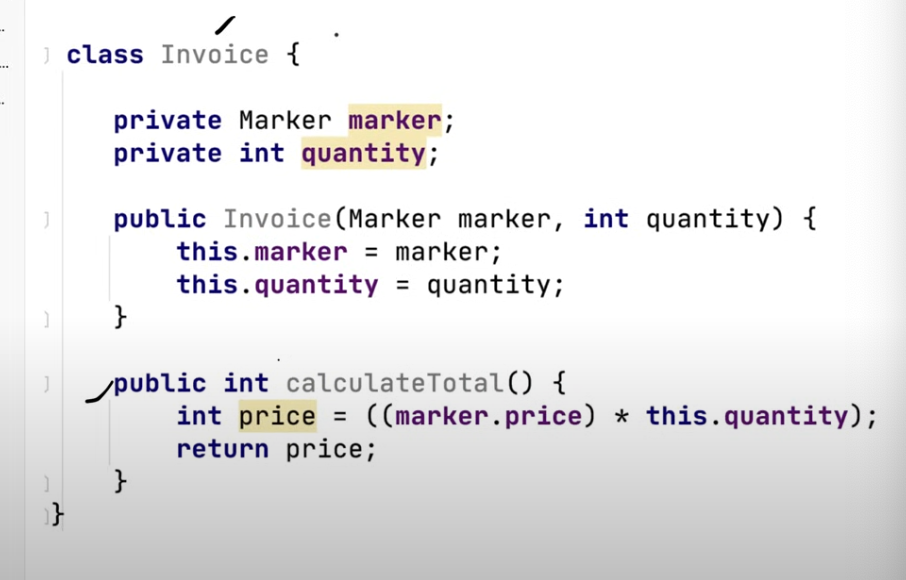 class Invoice {
private Marker marker;
private int quantity;
public Invoice(Marker marker, int quantity) {
this.marker = marker;
this.quantity = quantity;
}
public int calculateTotal() {
int price = ((marker.price) * this.quantity);
return price;
}
}